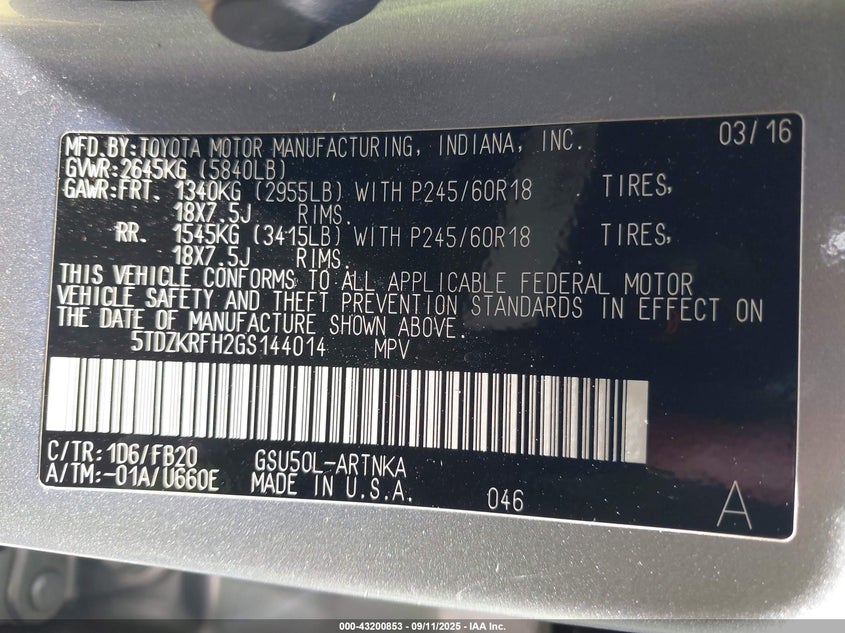 MFD.BY:TOYOTA MOTOR MANUFACTURING, INDIANA, INC. 03/16
GVWR:2645KG (5840LB)
GAWR:FRT. 1340KG (2955LB) WITH P245/60R18 TIRES,
18X7.5J RIMS.
RR. 1545KG (3415LB) WITH P245/60R18 TIRES,
18X7.5J RIMS.
THIS VEHICLE CONFORMS TO ALL APPLICABLE FEDERAL MOTOR
VEHICLE SAFETY AND THEFT PREVENTION STANDARDS IN EFFECT ON
THE DATE OF MANUFACTURE SHOWN ABOVE.
5TDZKRFH2GS144014 MPV
C/TR:1D6/FB20 GSU50L-ARTNKA
A/TM:-01A/U660E MADE IN U.S.A. 046 A
000-43200853 - 09/11/2025 - IAA Inc.